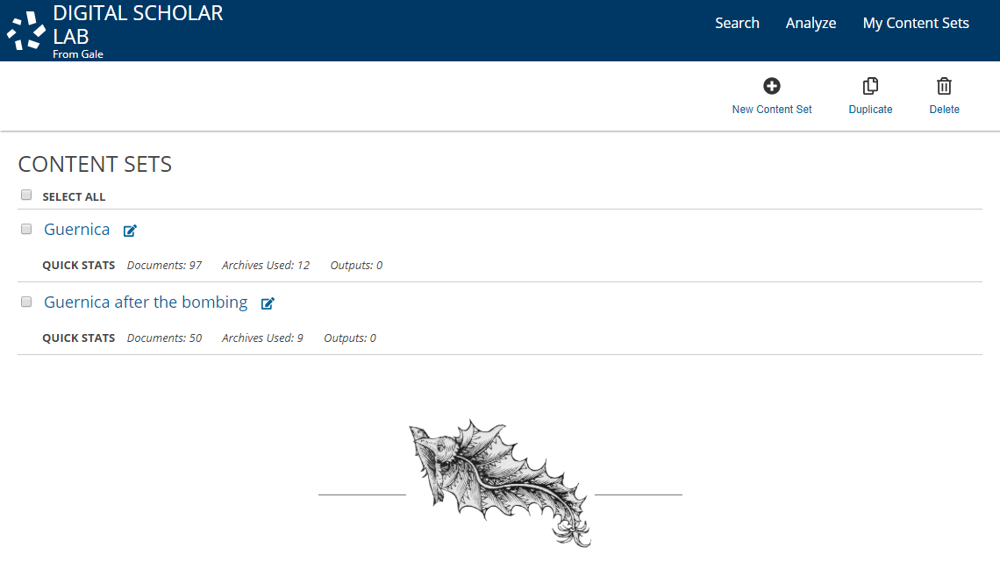 DIGITAL SCHOLAR
LAB
From Gale
Search Analyze My Content Sets
New Content Set Duplicate Delete
CONTENT SETS
SELECT ALL
Guernica
QUICK STATS Documents: 97 Archives Used: 12 Outputs: 0
Guernica after the bombing
QUICK STATS Documents: 50 Archives Used: 9 Outputs: 0